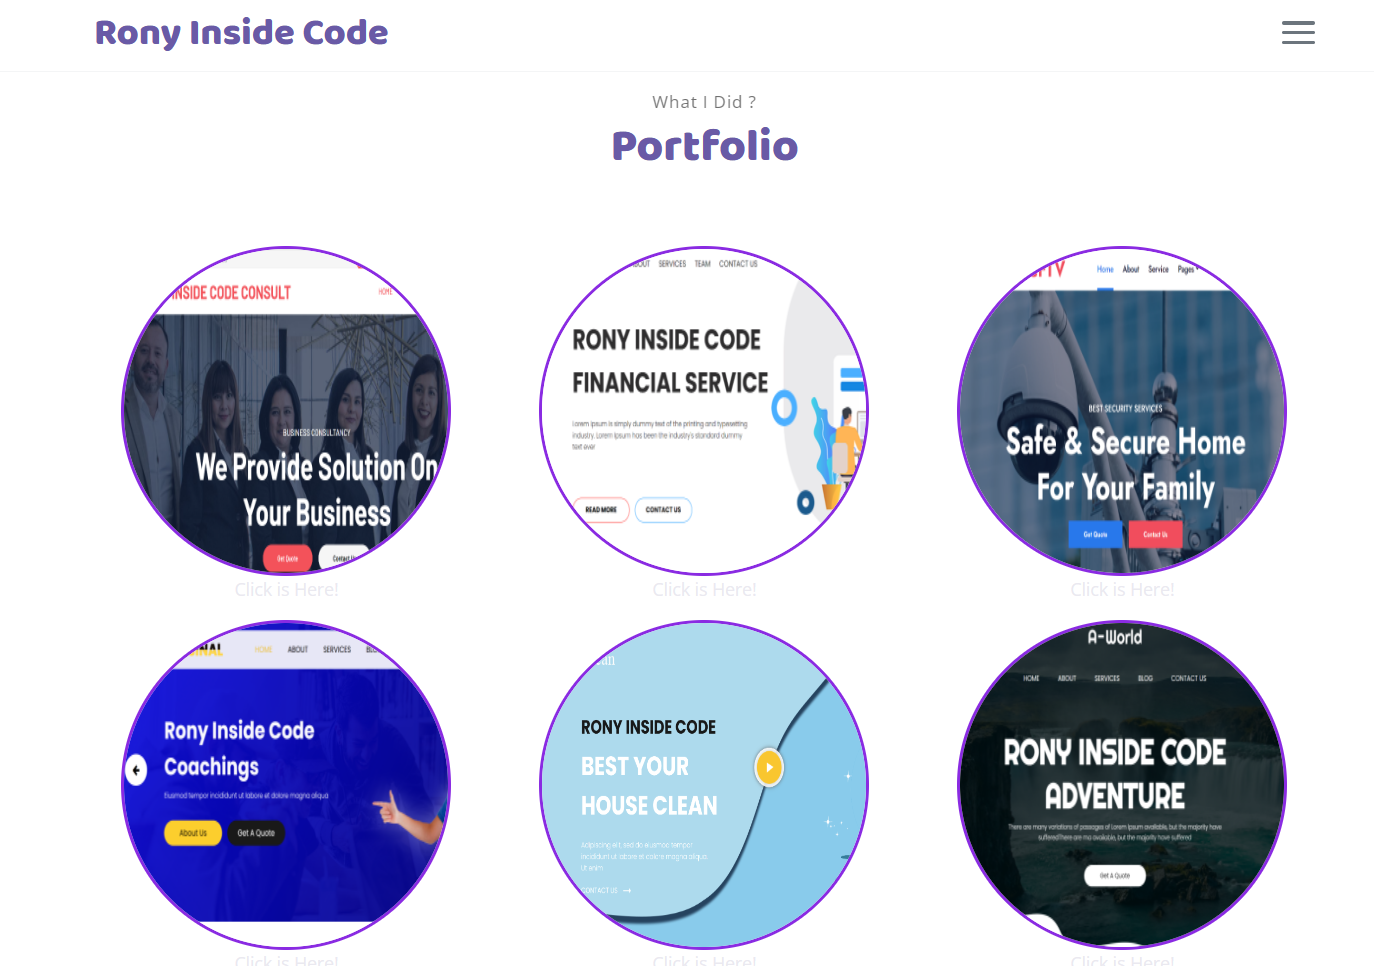 Rony Inside Code
What I Did ?
Portfolio
INSIDE CODE CONSULT
HOME
BUSINESS CONSULTANCY
We Provide Solution On
Your Business
Get Quote
Contact Us
Click is Here!
SERVICES TEAM CONTACT US
RONY INSIDE CODE
FINANCIAL SERVICE
Lorem Ipsum is simply dummy text of the printing and typesetting
industry. Lorem Ipsum has been the industry's standard dummy
text ever
READ MORE
CONTACT US
Click is Here!
Home About Service Pages
BEST SECURITY SERVICES
Safe & Secure Home
For Your Family
Get Quote
Contact Us
Click is Here!
HOME ABOUT SERVICES
Rony Inside Code
Coachings
Eiusmod tempor incididunt ut labore et dolore magna aliqua
About Us
Get A Quote
Click is Here!
RONY INSIDE CODE
BEST YOUR
HOUSE CLEAN
Adipiscing elit, sed do eiusmod tempor
incididunt ut labore et dolore magna aliqua.
Ut enim
CONTACT US
Click is Here!
A-World
HOME ABOUT SERVICES BLOG CONTACT US
RONY INSIDE CODE
ADVENTURE
There are many variations of passages of Lorem Ipsum available, but the majority have
suffered there are ma available, but the majority have suffered
Get A Quote
Click is Here!